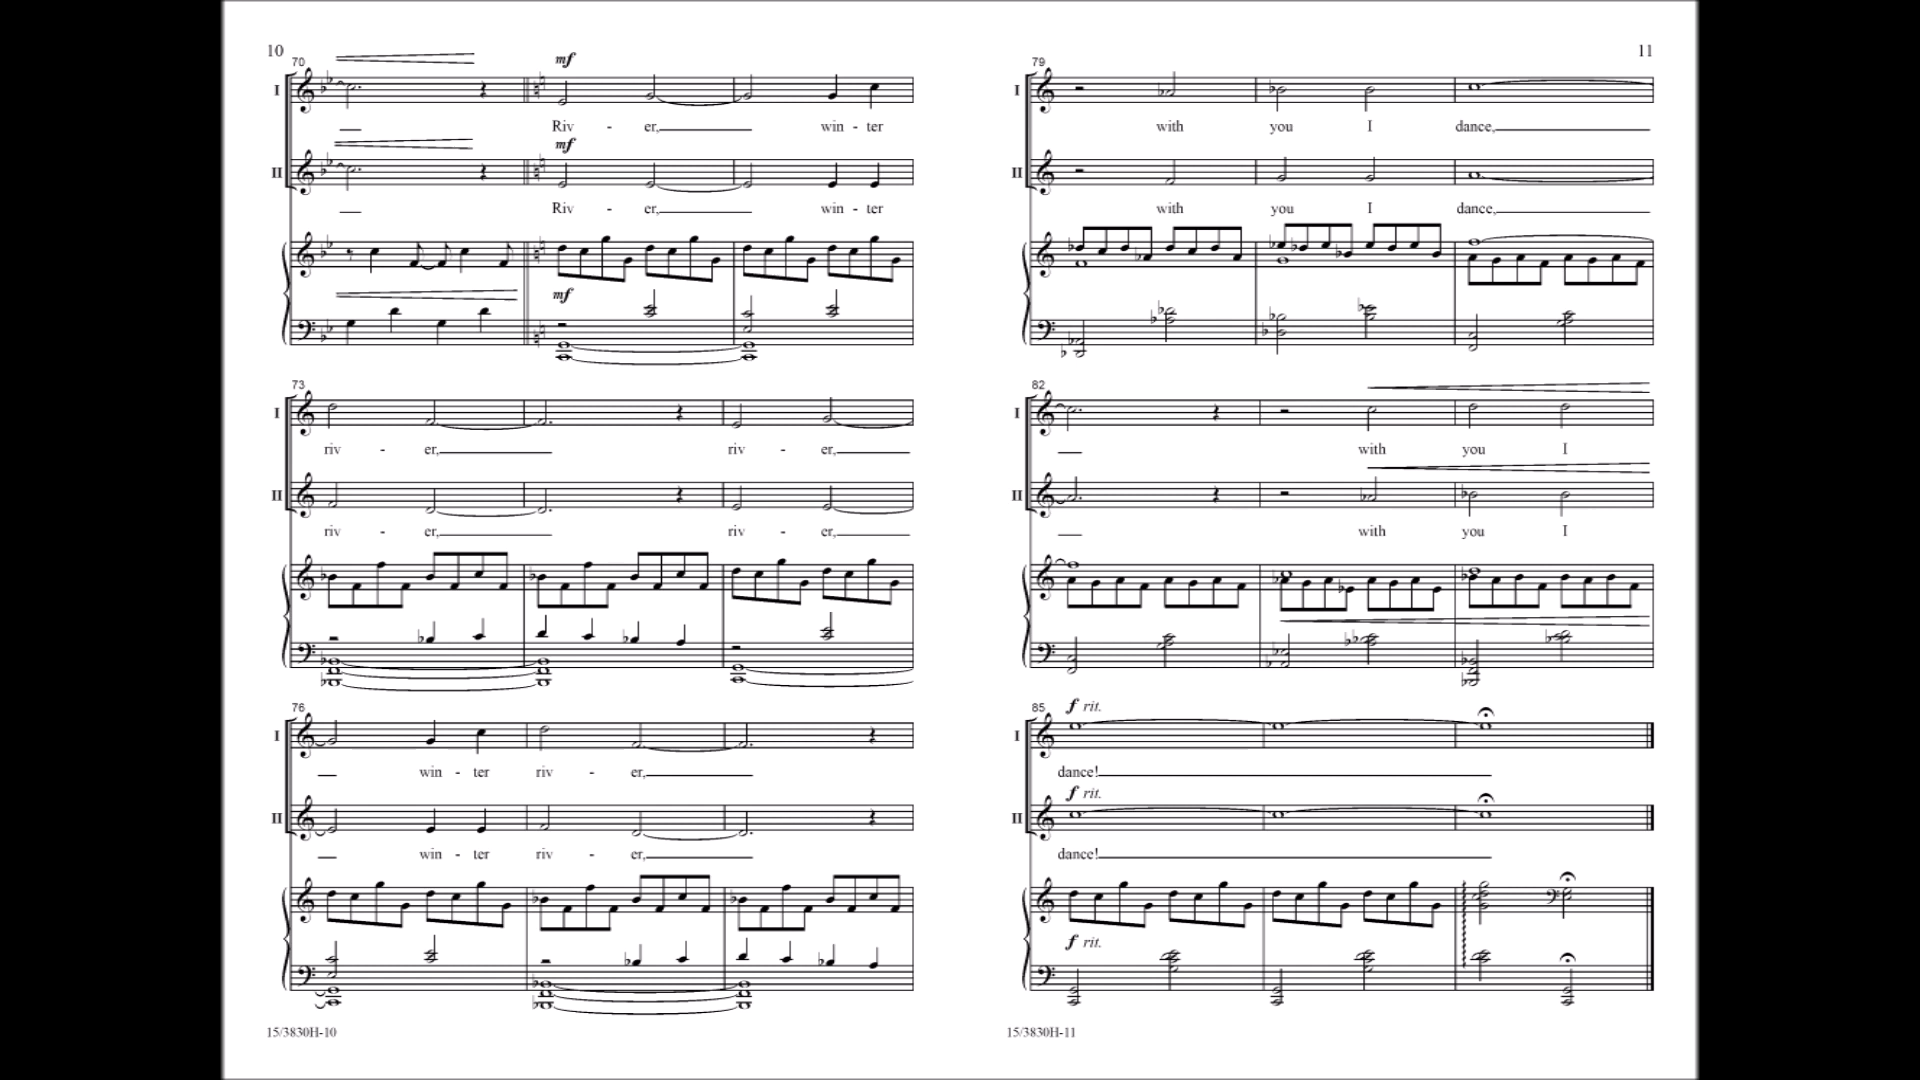 10
70
mf
I
Riv - er, win - ter
mf
II
Riv - er, win - ter
mf
73
I
riv - er, riv - er,
II
riv - er, riv - er,
76
I
win - ter riv - er,
II
win - ter riv - er,
15/3830H-10
11
79
I
with you I dance,
II
with you I dance,
82
I
with you I
II
with you I
85
f rit.
I
dance!
f rit.
II
dance!
f rit.
15/3830H-11